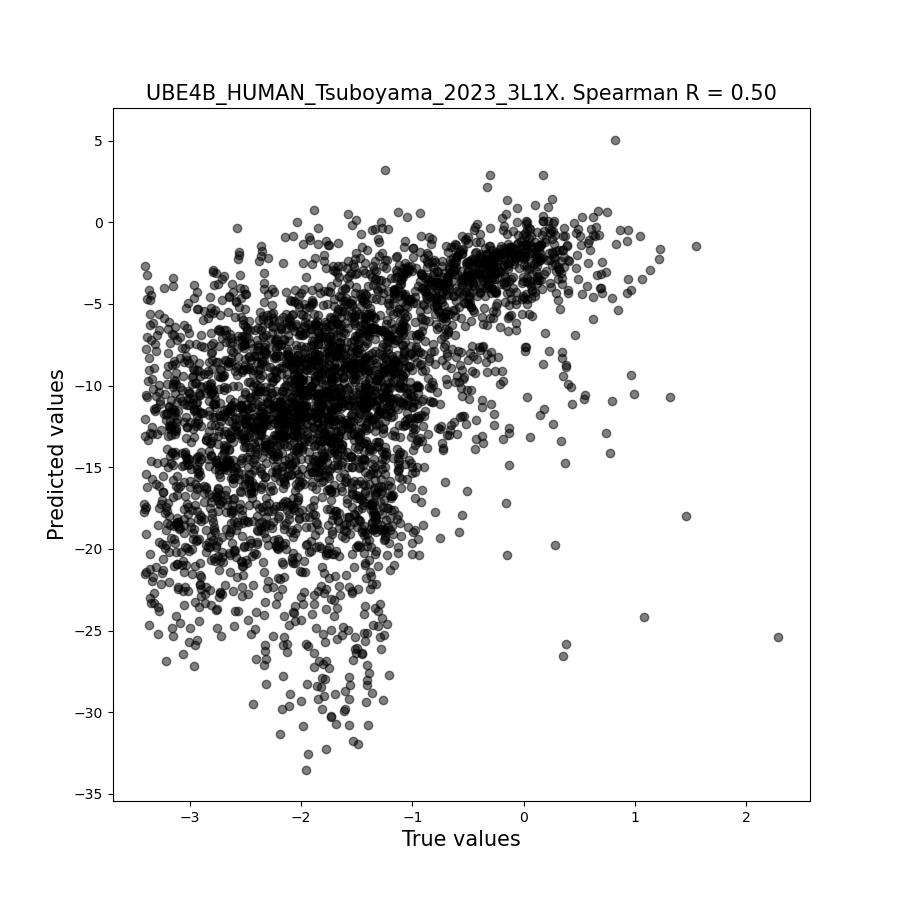 UBE4B_HUMAN_Tsuboyama_2023_3L1X. Spearman R = 0.50
5
0
−5
−10
−15
−20
−25
−30
−35
Predicted values
−3 −2 −1 0 1 2
True values